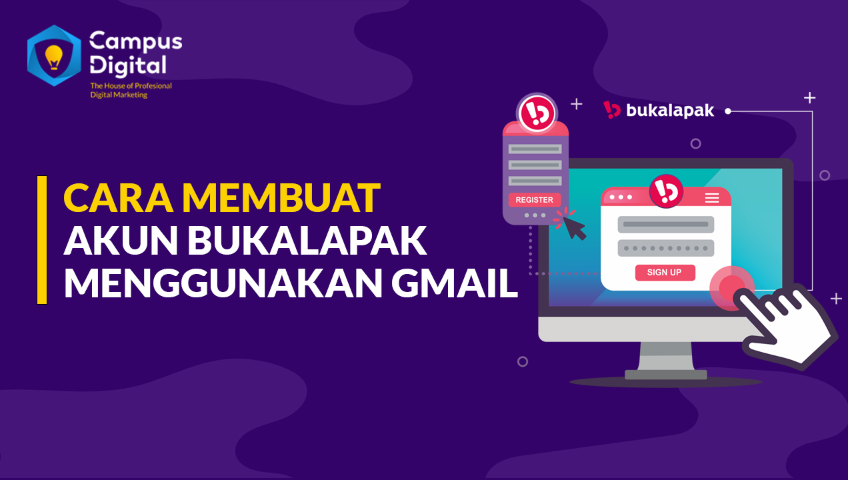 Campus
Digital
The House of Profesional
Digital Marketing
bukalapak
CARA MEMBUAT
AKUN BUKALAPAK
MENGGUNAKAN GMAIL
REGISTER
SIGN UP